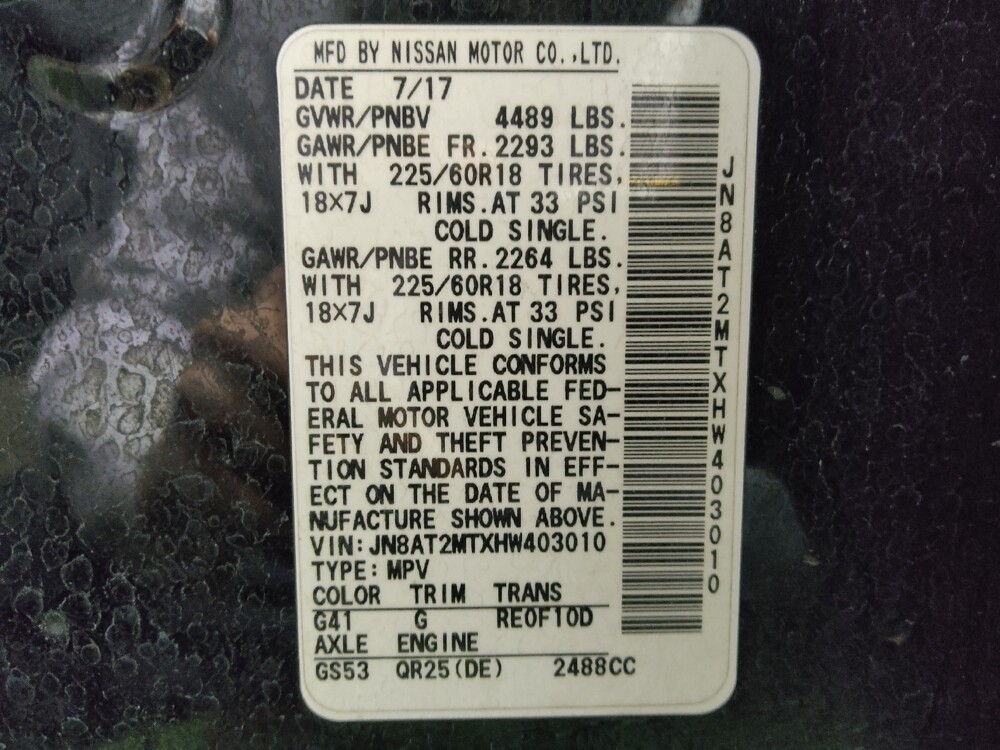 MFD BY NISSAN MOTOR CO.,LTD.
DATE 7/17
GVWR/PNBV 4489 LBS.
GAWR/PNBE FR.2293 LBS.
WITH 225/60R18 TIRES,
18×7J RIMS.AT 33 PSI
COLD SINGLE.
GAWR/PNBE RR.2264 LBS.
WITH 225/60R18 TIRES,
18×7J RIMS.AT 33 PSI
COLD SINGLE.
THIS VEHICLE CONFORMS
TO ALL APPLICABLE FED-
ERAL MOTOR VEHICLE SA-
FETY AND THEFT PREVEN-
TION STANDARDS IN EFF-
ECT ON THE DATE OF MA-
NUFACTURE SHOWN ABOVE.
VIN:JN8AT2MTXHW403010
TYPE:MPV
COLOR TRIM TRANS
G41 G RE0F10D
AXLE ENGINE
GS53 QR25(DE) 2488CC
JN8AT2MTXHW403010